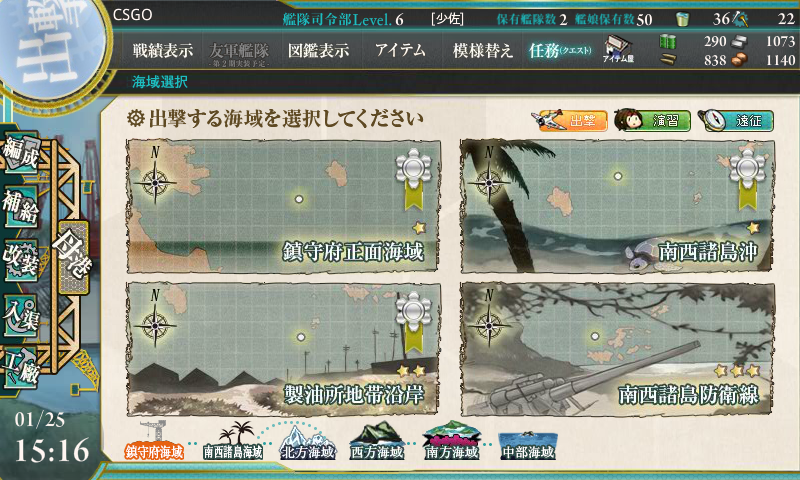 CSGO
艦隊司令部Level. 6 [少佐] 保有艦隊数 2 艦娘保有数 50 36 22
戦績表示 友軍艦隊 図鑑表示 アイテム 模様替え 任務(クエスト) アイテム屋 290 1073
第2期実装予定 838 1140
海域選択
出撃する海域を選択してください 出撃 演習 遠征
編成
補給
改装
入渠
工廠
母港
N
鎮守府正面海域
N
南西諸島沖
N
製油所地帯沿岸
N
南西諸島防衛線
鎮守府海域 南西諸島海域 北方海域 西方海域 南方海域 中部海域
01/25
15:16